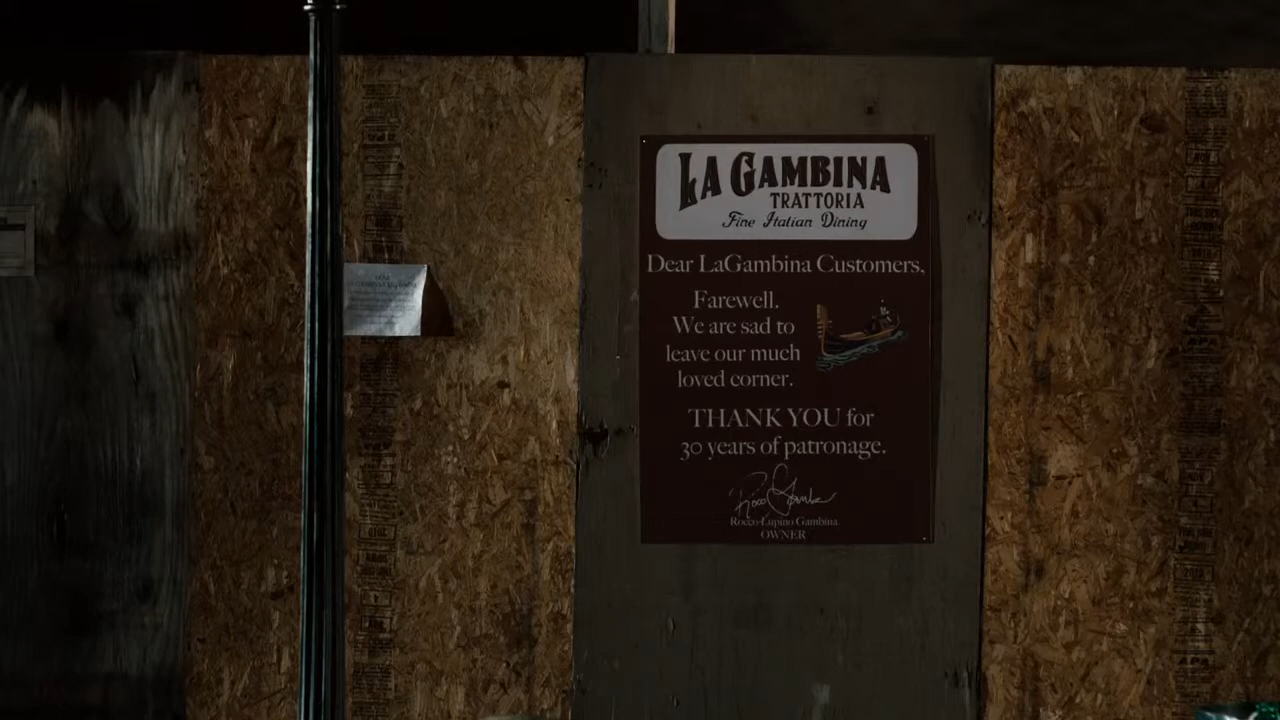 LA GAMBINA
TRATTORIA
Fine Italian Dining
Dear LaGambina Customers,
Farewell.
We are sad to
leave our much
loved corner.
THANK YOU for
30 years of patronage.
Rocco Lupino Gambina
OWNER